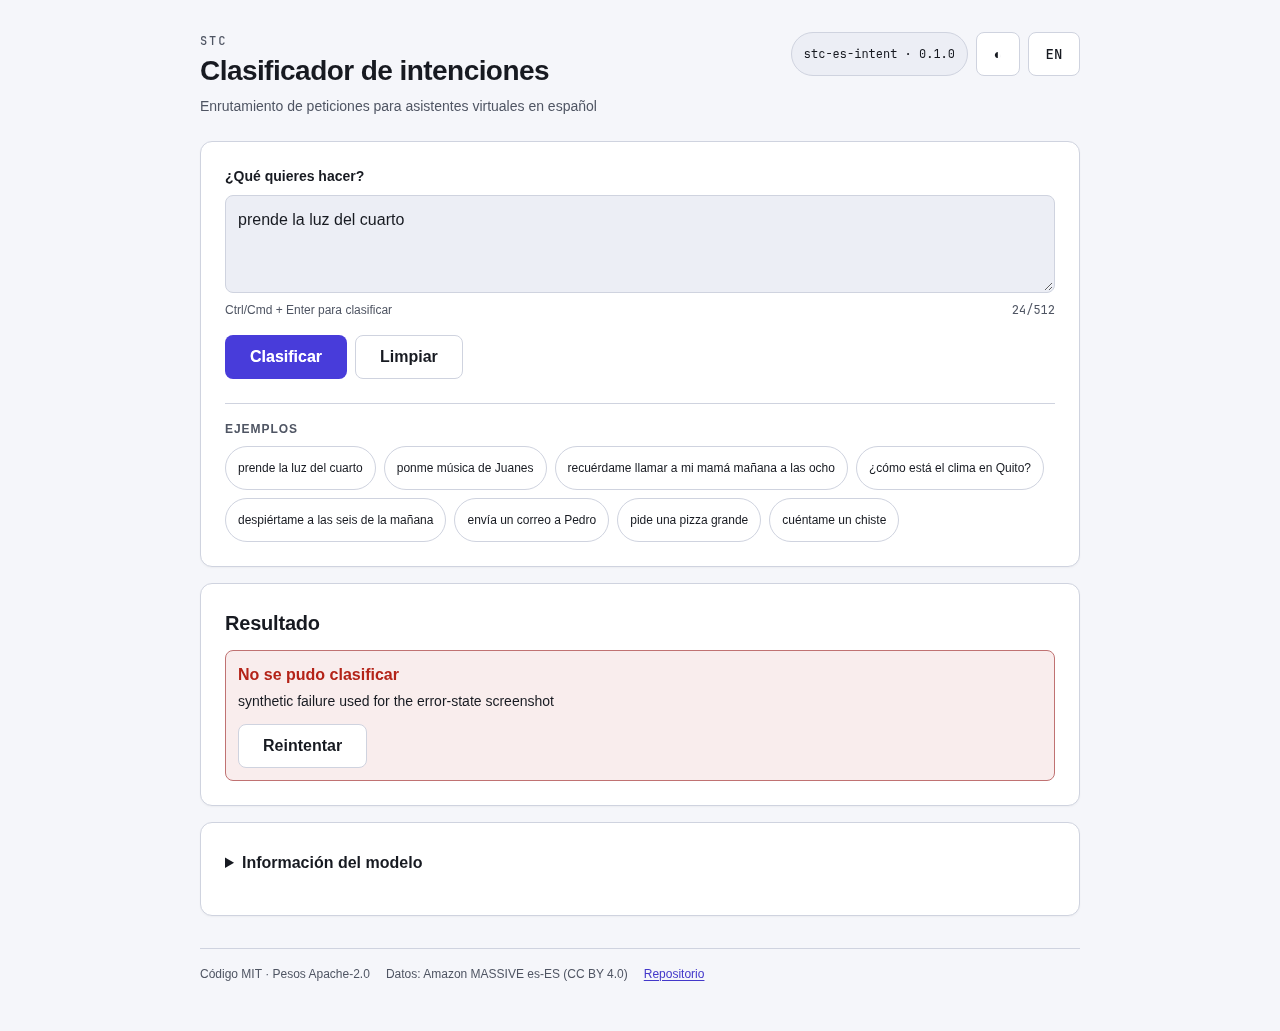 STC
Clasificador de intenciones
Enrutamiento de peticiones para asistentes virtuales en español
stc-es-intent · 0.1.0
EN
¿Qué quieres hacer?
prende la luz del cuarto
Ctrl/Cmd + Enter para clasificar
24/512
Clasificar
Limpiar
EJEMPLOS
prende la luz del cuarto
ponme música de Juanes
recuérdame llamar a mi mamá mañana a las ocho
¿cómo está el clima en Quito?
despiértame a las seis de la mañana
envía un correo a Pedro
pide una pizza grande
cuéntame un chiste
Resultado
No se pudo clasificar
synthetic failure used for the error-state screenshot
Reintentar
Información del modelo
Código MIT · Pesos Apache-2.0
Datos: Amazon MASSIVE es-ES (CC BY 4.0)
Repositorio